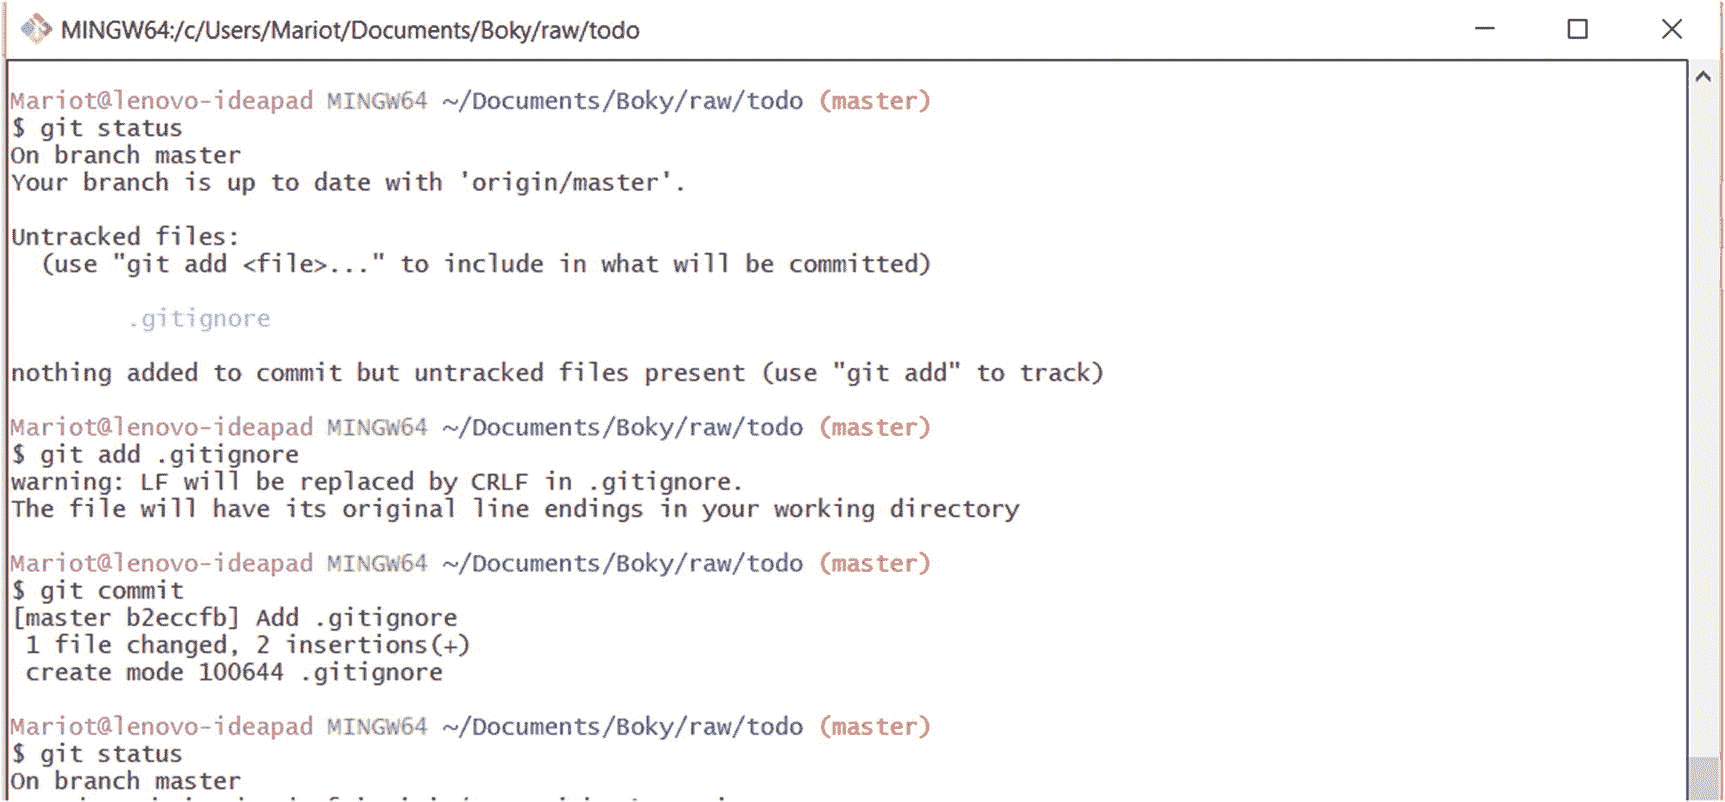 MINGW64:/c/Users/Mariot/Documents/Boky/raw/todo
Mariot@lenovo-ideapad MINGW64 ~/Documents/Boky/raw/todo (master)
$ git status
On branch master
Your branch is up to date with 'origin/master'.
Untracked files:
(use "git add <file>..." to include in what will be committed)
.gitignore
nothing added to commit but untracked files present (use "git add" to track)
Mariot@lenovo-ideapad MINGW64 ~/Documents/Boky/raw/todo (master)
$ git add .gitignore
warning: LF will be replaced by CRLF in .gitignore.
The file will have its original line endings in your working directory
Mariot@lenovo-ideapad MINGW64 ~/Documents/Boky/raw/todo (master)
$ git commit
[master b2eccfb] Add .gitignore
1 file changed, 2 insertions(+)
create mode 100644 .gitignore
Mariot@lenovo-ideapad MINGW64 ~/Documents/Boky/raw/todo (master)
$ git status
On branch master